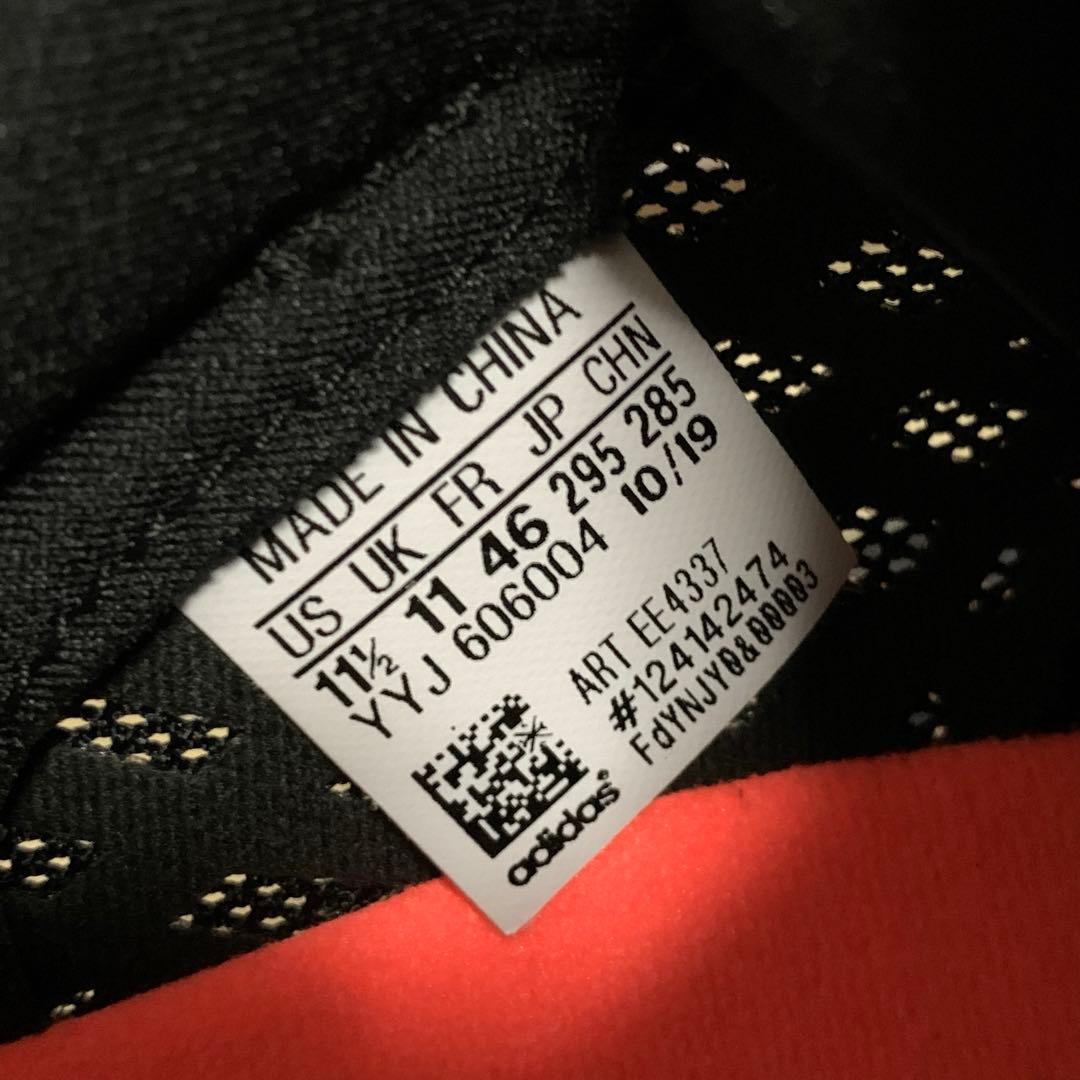 MADE IN CHINA
US UK FR JP CHN
11½ 11 46 295 285
YYJ 606004 10/19
ART EE4337
#124142474
FdYNJY0&00003
adidas®